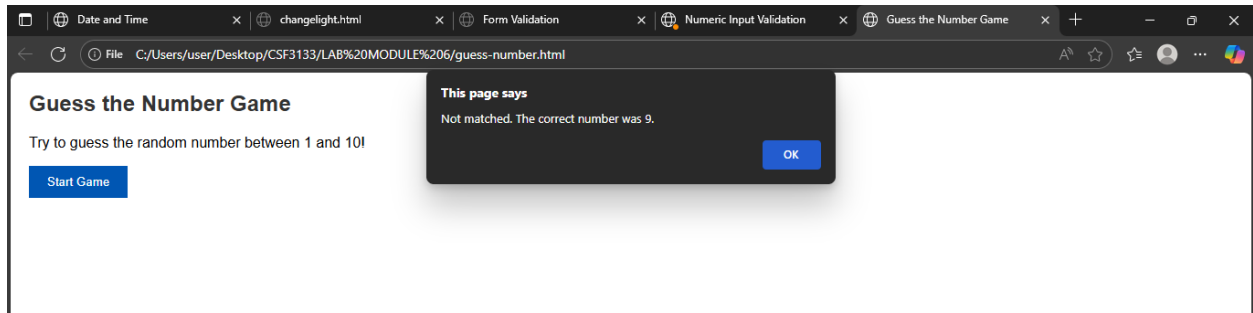 Date and Time
changelight.html
Form Validation
Numeric Input Validation
Guess the Number Game
File C:/Users/user/Desktop/CSF3133/LAB%20MODULE%206/guess-number.html
Guess the Number Game
Try to guess the random number between 1 and 10!
Start Game
This page says
Not matched. The correct number was 9.
OK